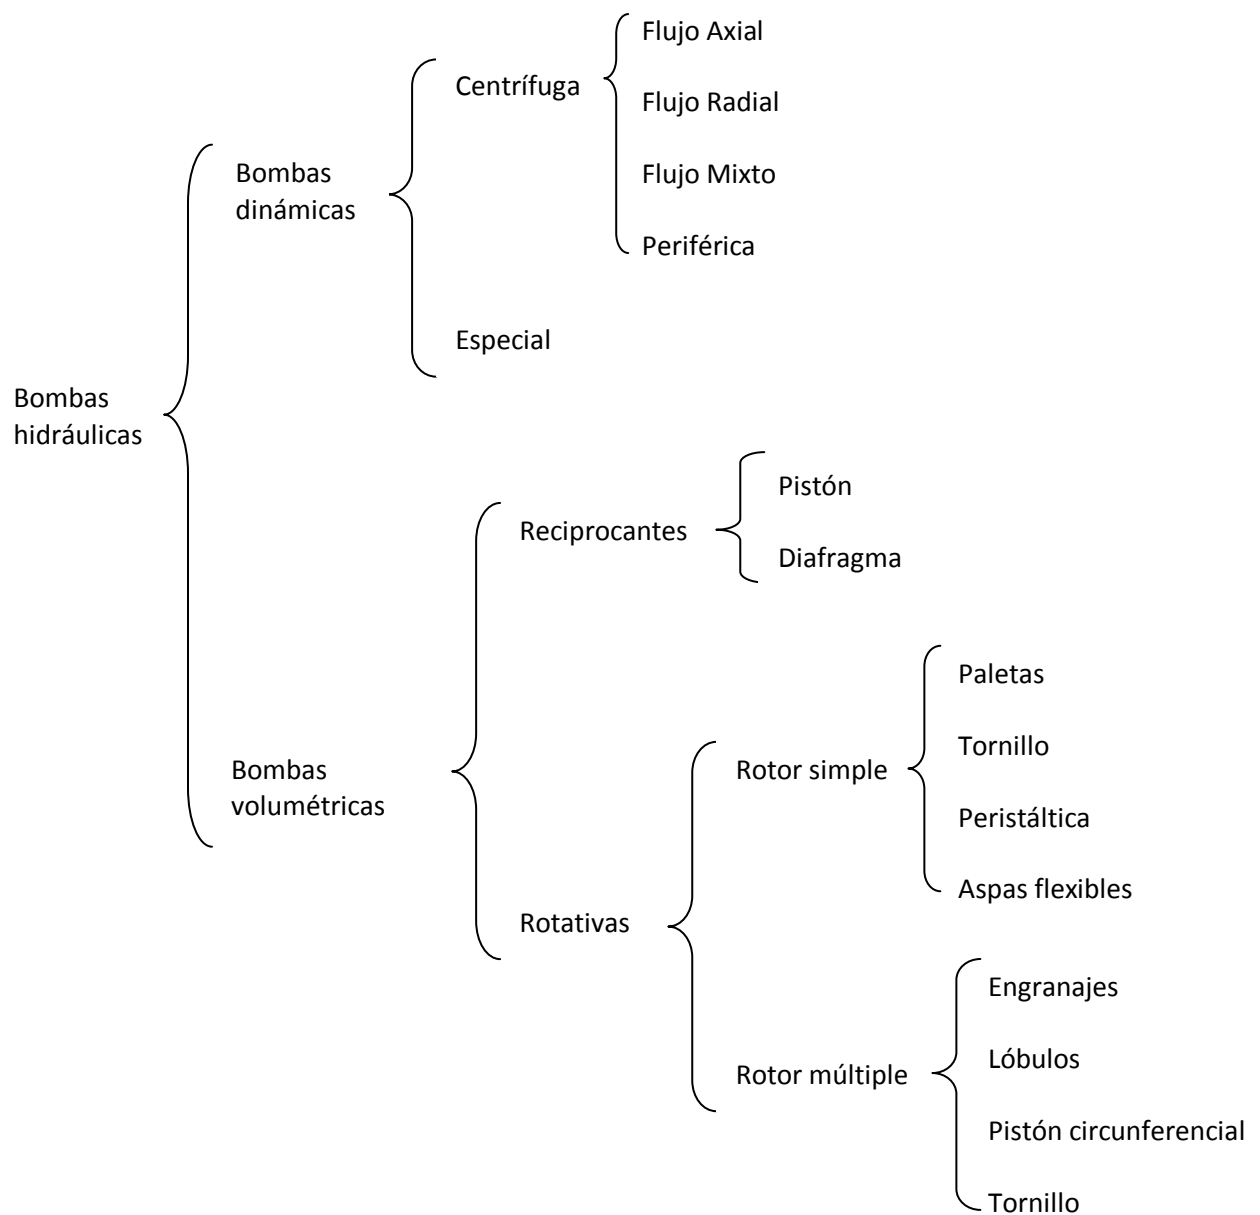 Bombas
hidráulicas
Bombas
dinámicas
Centrífuga
Flujo Axial
Flujo Radial
Flujo Mixto
Periférica
Especial
Bombas
volumétricas
Reciprocantes
Pistón
Diafragma
Rotativas
Rotor simple
Paletas
Tornillo
Peristáltica
Aspas flexibles
Rotor múltiple
Engranajes
Lóbulos
Pistón circunferencial
Tornillo